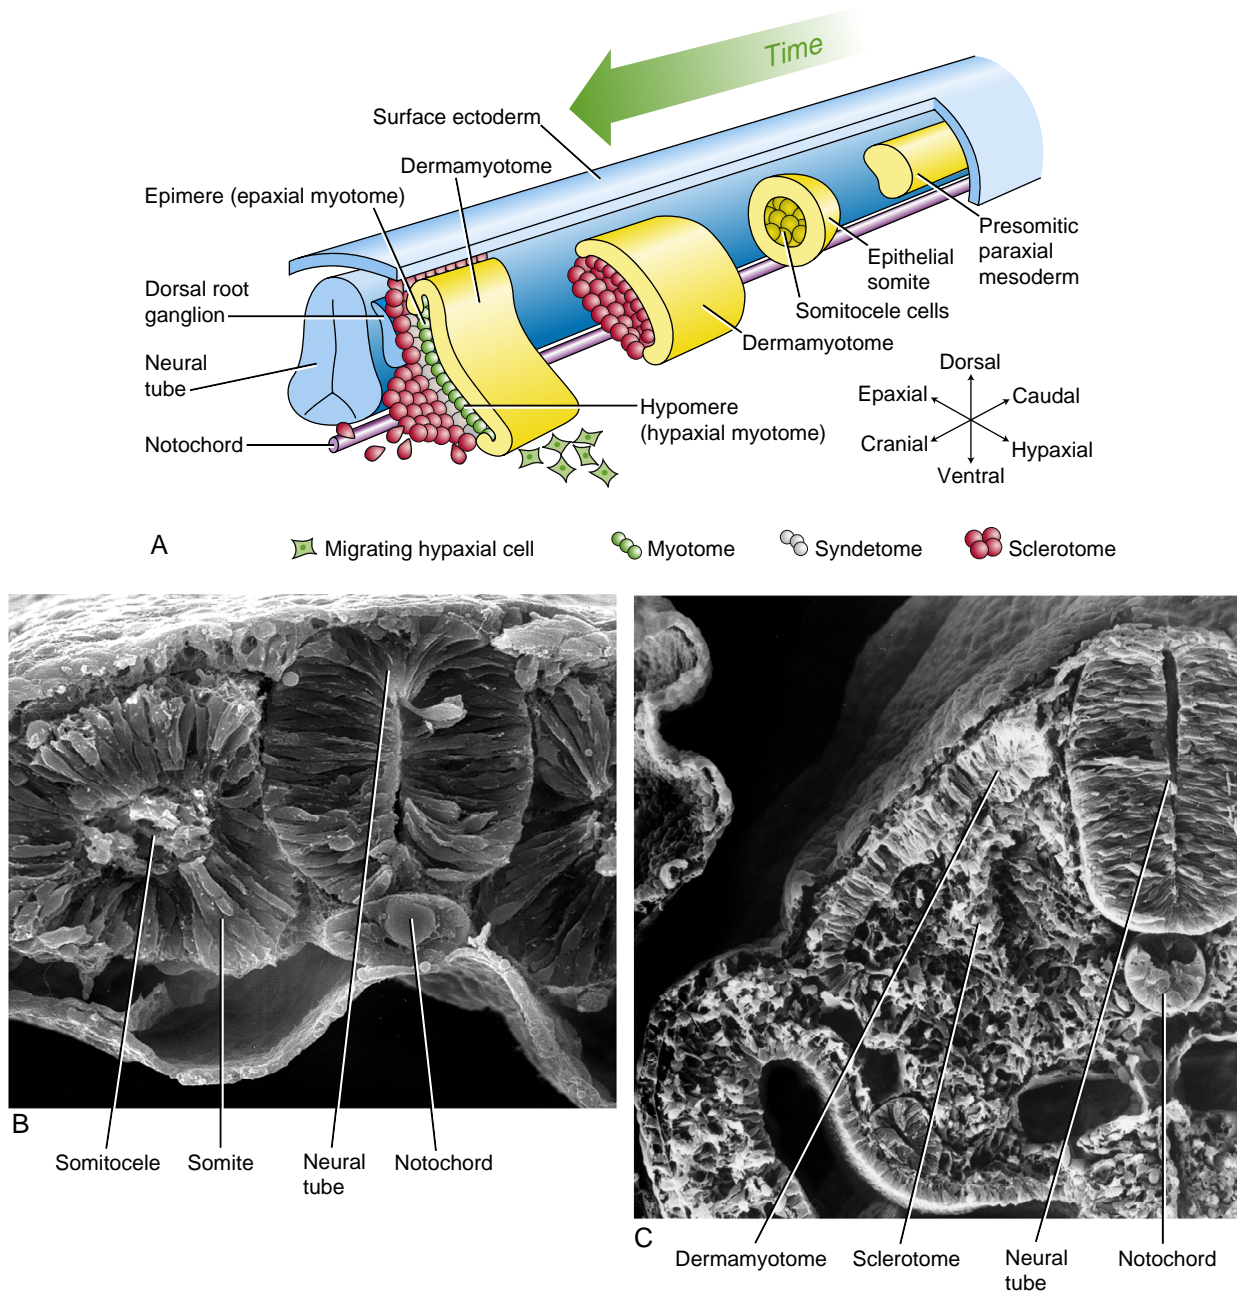 Time
Surface ectoderm
Dermamyotome
Epimere (epaxial myotome)
Presomitic
paraxial
mesoderm
Epithelial
somite
Dorsal root
ganglion
Somitocele cells
Dermamyotome
Neural
tube
Dorsal
Epaxial
Caudal
Hypomere
(hypaxial myotome)
Notochord
Cranial
Hypaxial
Ventral
A
Migrating hypaxial cell
Myotome
Syndetome
Sclerotome
B
Somitocele
Somite
Neural
tube
Notochord
C
Dermamyotome
Sclerotome
Neural
tube
Notochord